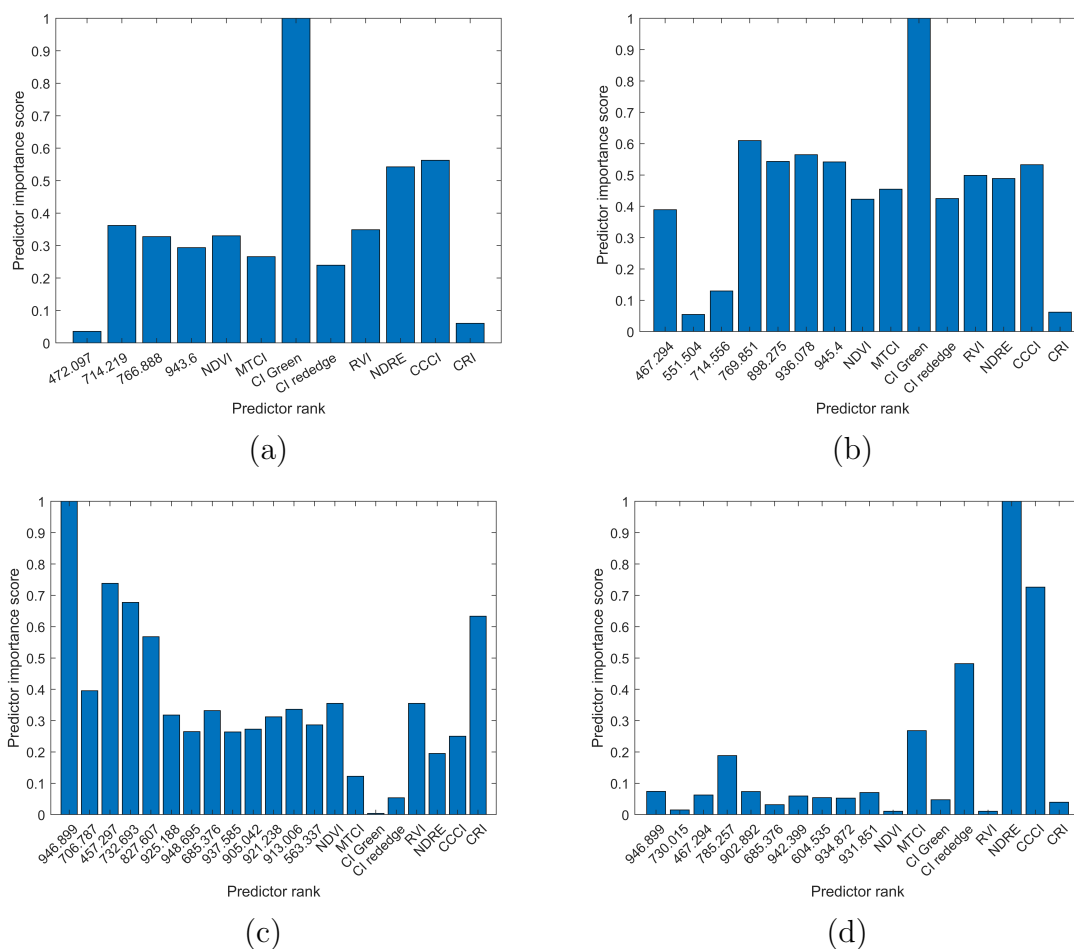 1
0.9
0.8
0.7
0.6
0.5
0.4
0.3
0.2
0.1
0
Predictor importance score
472.097
714.219
766.888
943.6
NDVI
MTCI
CI Green
CI rededge
RVI
NDRE
CCCI
CRI
Predictor rank
(a)
1
0.9
0.8
0.7
0.6
0.5
0.4
0.3
0.2
0.1
0
Predictor importance score
467.294
551.504
714.556
769.851
898.275
936.078
945.4
NDVI
MTCI
CI Green
CI rededge
RVI
NDRE
CCCI
CRI
Predictor rank
(b)
1
0.9
0.8
0.7
0.6
0.5
0.4
0.3
0.2
0.1
0
Predictor importance score
946.899
706.787
457.297
732.693
827.607
925.188
948.695
685.376
937.585
905.042
921.238
913.006
563.337
NDVI
MTCI
CI Green
CI rededge
RVI
NDRE
CCCI
CRI
Predictor rank
(c)
1
0.9
0.8
0.7
0.6
0.5
0.4
0.3
0.2
0.1
0
Predictor importance score
946.899
730.015
467.294
785.257
902.892
685.376
942.399
604.535
934.872
931.851
NDVI
MTCI
CI Green
CI rededge
RVI
NDRE
CCCI
CRI
Predictor rank
(d)